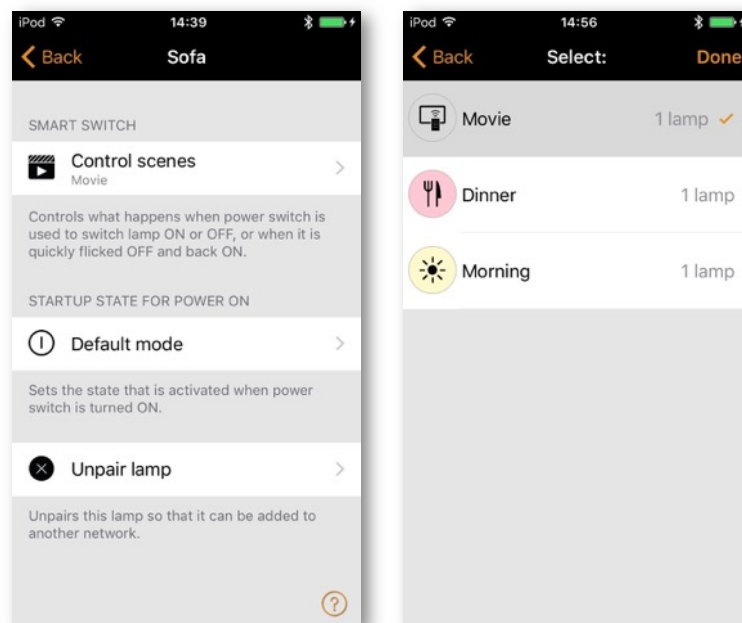 iPod 14:39
Back Sofa
SMART SWITCH
Control scenes
Movie
Controls what happens when power switch is
used to switch lamp ON or OFF, or when it is
quickly flicked OFF and back ON.
STARTUP STATE FOR POWER ON
Default mode
Sets the state that is activated when power
switch is turned ON.
Unpair lamp
Unpairs this lamp so that it can be added to
another network.
?
iPod 14:56
Back Select: Done
Movie 1 lamp
Dinner 1 lamp
Morning 1 lamp